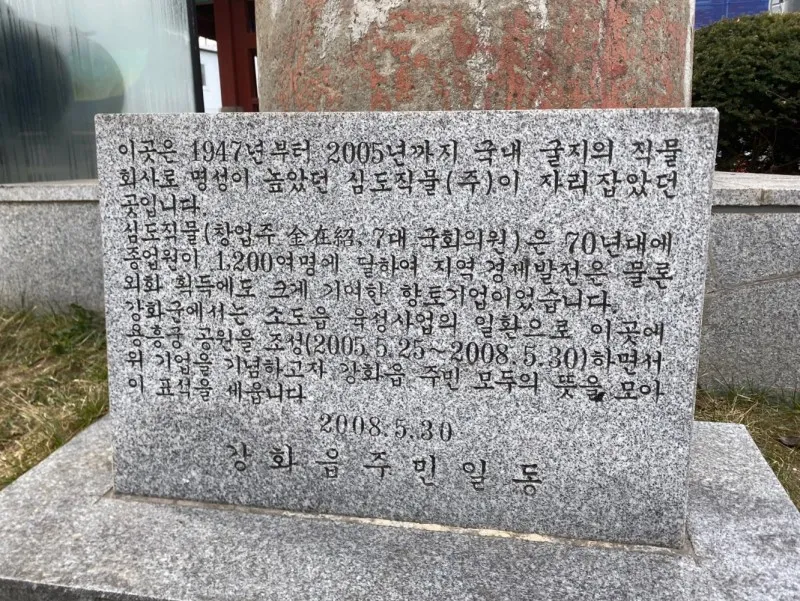 이곳은 1947년부터 2005년까지 국내 굴지의 직물
회사로 명성이 높았던 심도직물(주)이 자리잡았던
곳입니다.
심도직물(창업주 金在紹, 7대 국회의원)은 70년대에
종업원이 1,200여명에 달하여 지역경제발전은 물론
외화 획득에도 크게 기여한 향토기업이었습니다.
강화군에서는 소도읍 육성사업의 일환으로 이곳에
용흥궁 공원을 조성(2005.5.25~2008.5.30)하면서
위 기업을 기념하고자 강화읍 주민 모두의 뜻을 모아
이 표석을 세웁니다
2008.5.30
강화읍주민일동